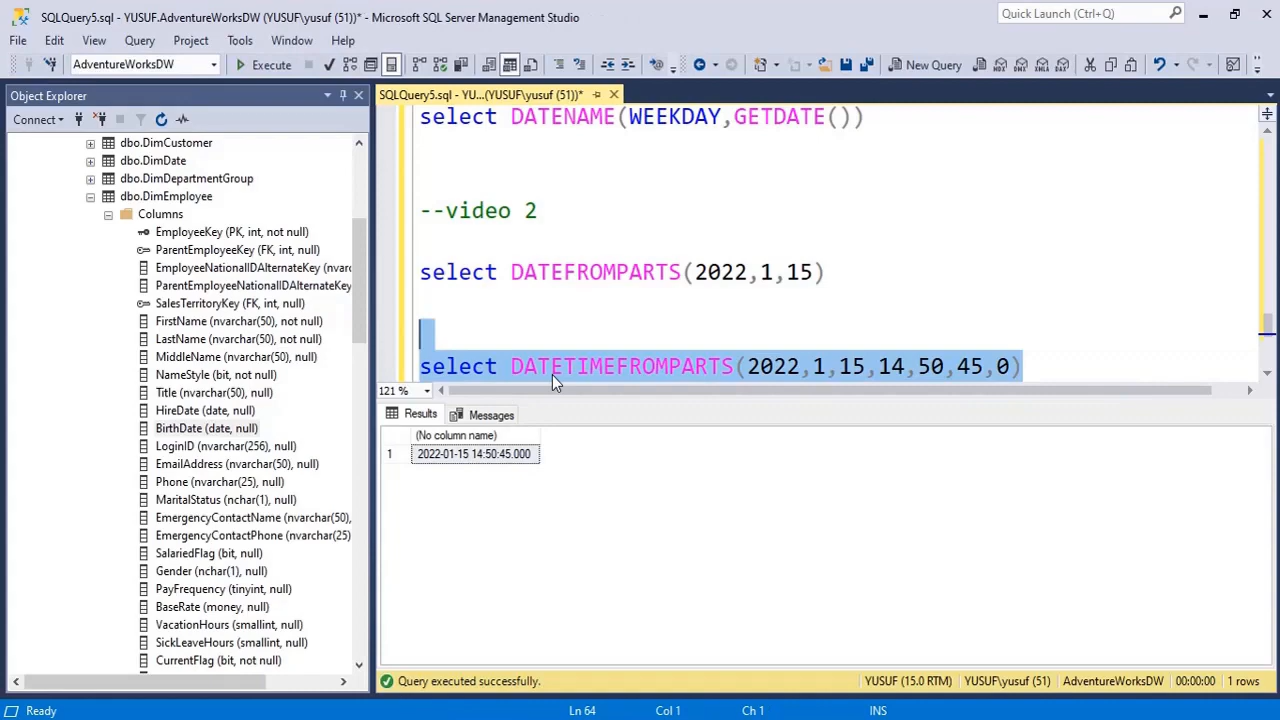 SQLQuery5.sql - YUSUF.AdventureWorksDW (YUSUF\yusuf (51))* - Microsoft SQL Server Management Studio
Quick Launch (Ctrl+Q)
File Edit View Query Project Tools Window Help
AdventureWorksDW Execute New Query
Object Explorer
SQLQuery5.sql - YU...(YUSUF\yusuf (51))*
Connect
dbo.DimCustomer
dbo.DimDate
dbo.DimDepartmentGroup
dbo.DimEmployee
Columns
EmployeeKey (PK, int, not null)
ParentEmployeeKey (FK, int, null)
EmployeeNationalIDAlternateKey (nvarc
ParentEmployeeNationalIDAlternateKey
SalesTerritoryKey (FK, int, null)
FirstName (nvarchar(50), not null)
LastName (nvarchar(50), not null)
MiddleName (nvarchar(50), null)
NameStyle (bit, not null)
Title (nvarchar(50), null)
HireDate (date, null)
BirthDate (date, null)
LoginID (nvarchar(256), null)
EmailAddress (nvarchar(50), null)
Phone (nvarchar(25), null)
MaritalStatus (nchar(1), null)
EmergencyContactName (nvarchar(50),
EmergencyContactPhone (nvarchar(25)
SalariedFlag (bit, null)
Gender (nchar(1), null)
PayFrequency (tinyint, null)
BaseRate (money, null)
VacationHours (smallint, null)
SickLeaveHours (smallint, null)
CurrentFlag (bit, not null)
select DATENAME(WEEKDAY,GETDATE())
--video 2
select DATEFROMPARTS(2022,1,15)
select DATETIMEFROMPARTS(2022,1,15,14,50,45,0)
121 %
Results Messages
(No column name)
1 2022-01-15 14:50:45.000
Query executed successfully. YUSUF (15.0 RTM) YUSUF\yusuf (51) AdventureWorksDW 00:00:00 1 rows
Ready Ln 64 Col 1 Ch 1 INS